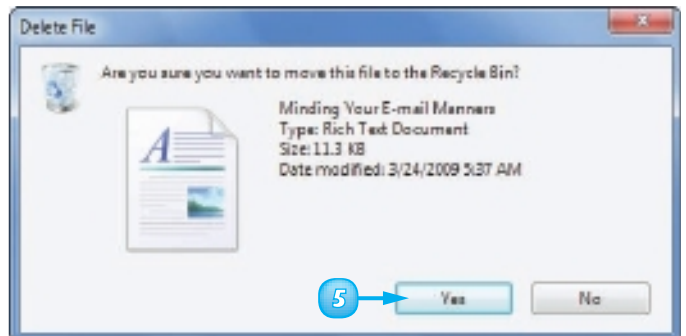 Delete File
Are you sure you want to move this file to the Recycle Bin?
Minding Your E-mail Manners
Type: Rich Text Document
Size: 11.3 KB
Date modified: 3/24/2009 5:37 AM
A
5 Yes No